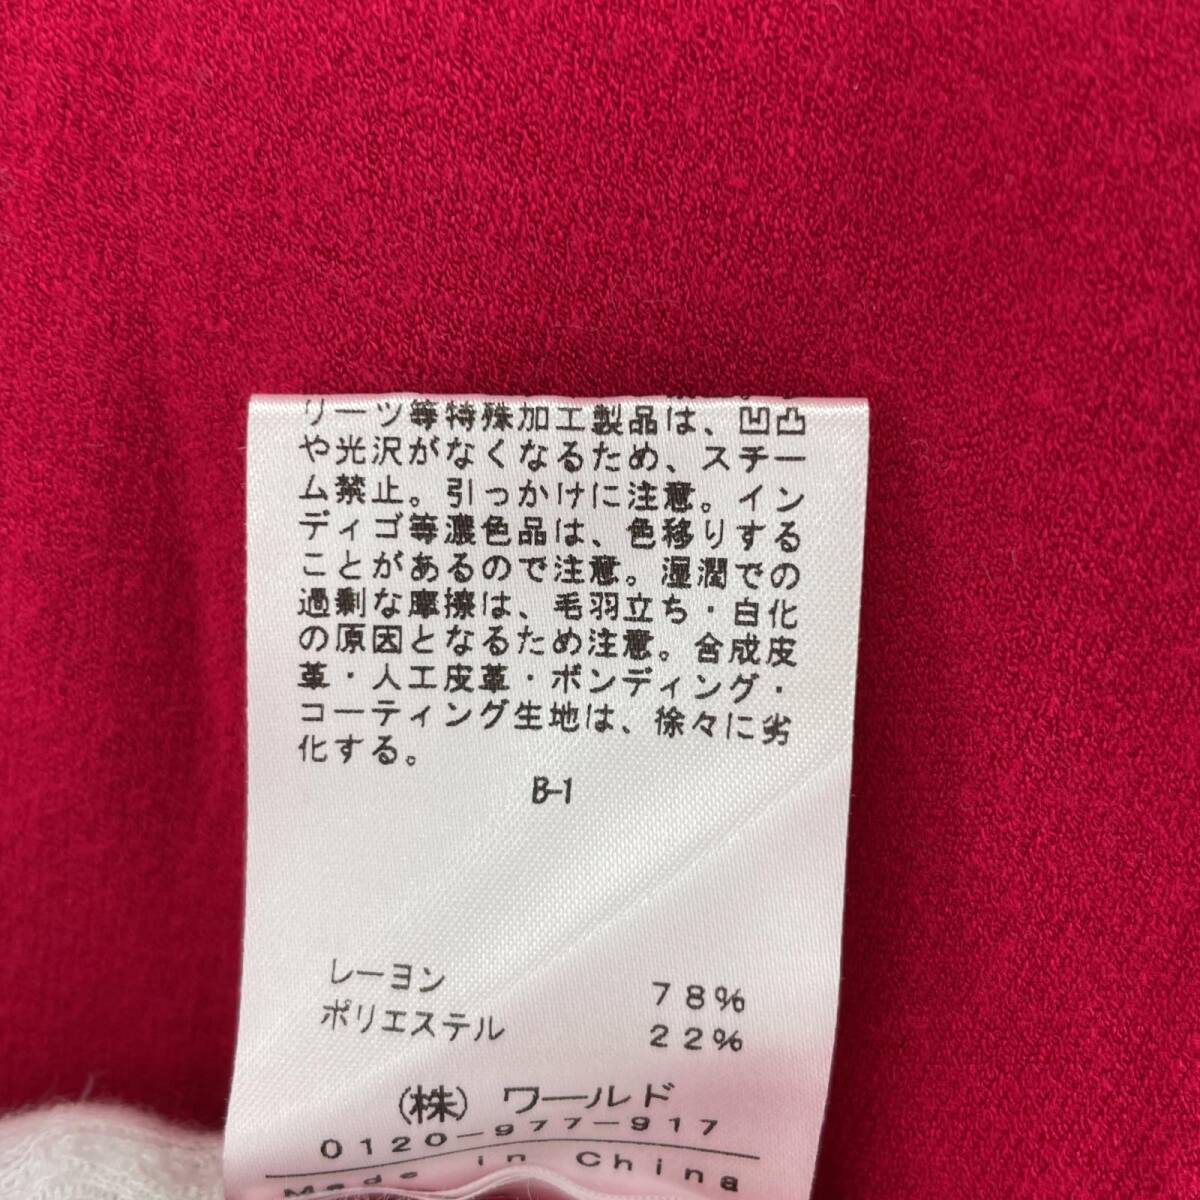 リーツ等特殊加工製品は、凹凸
や光沢がなくなるため、スチー
ム禁止。引っかけに注意。イン
ディゴ等濃色品は、色移りする
ことがあるので注意。湿潤での
過剰な摩擦は、毛羽立ち・白化
の原因となるため注意。合成皮
革・人工皮革・ボンディング・
コーティング生地は、徐々に劣
化する。
B-1
レーヨン 78%
ポリエステル 22%
(株) ワールド
0120-977-917
Made in China